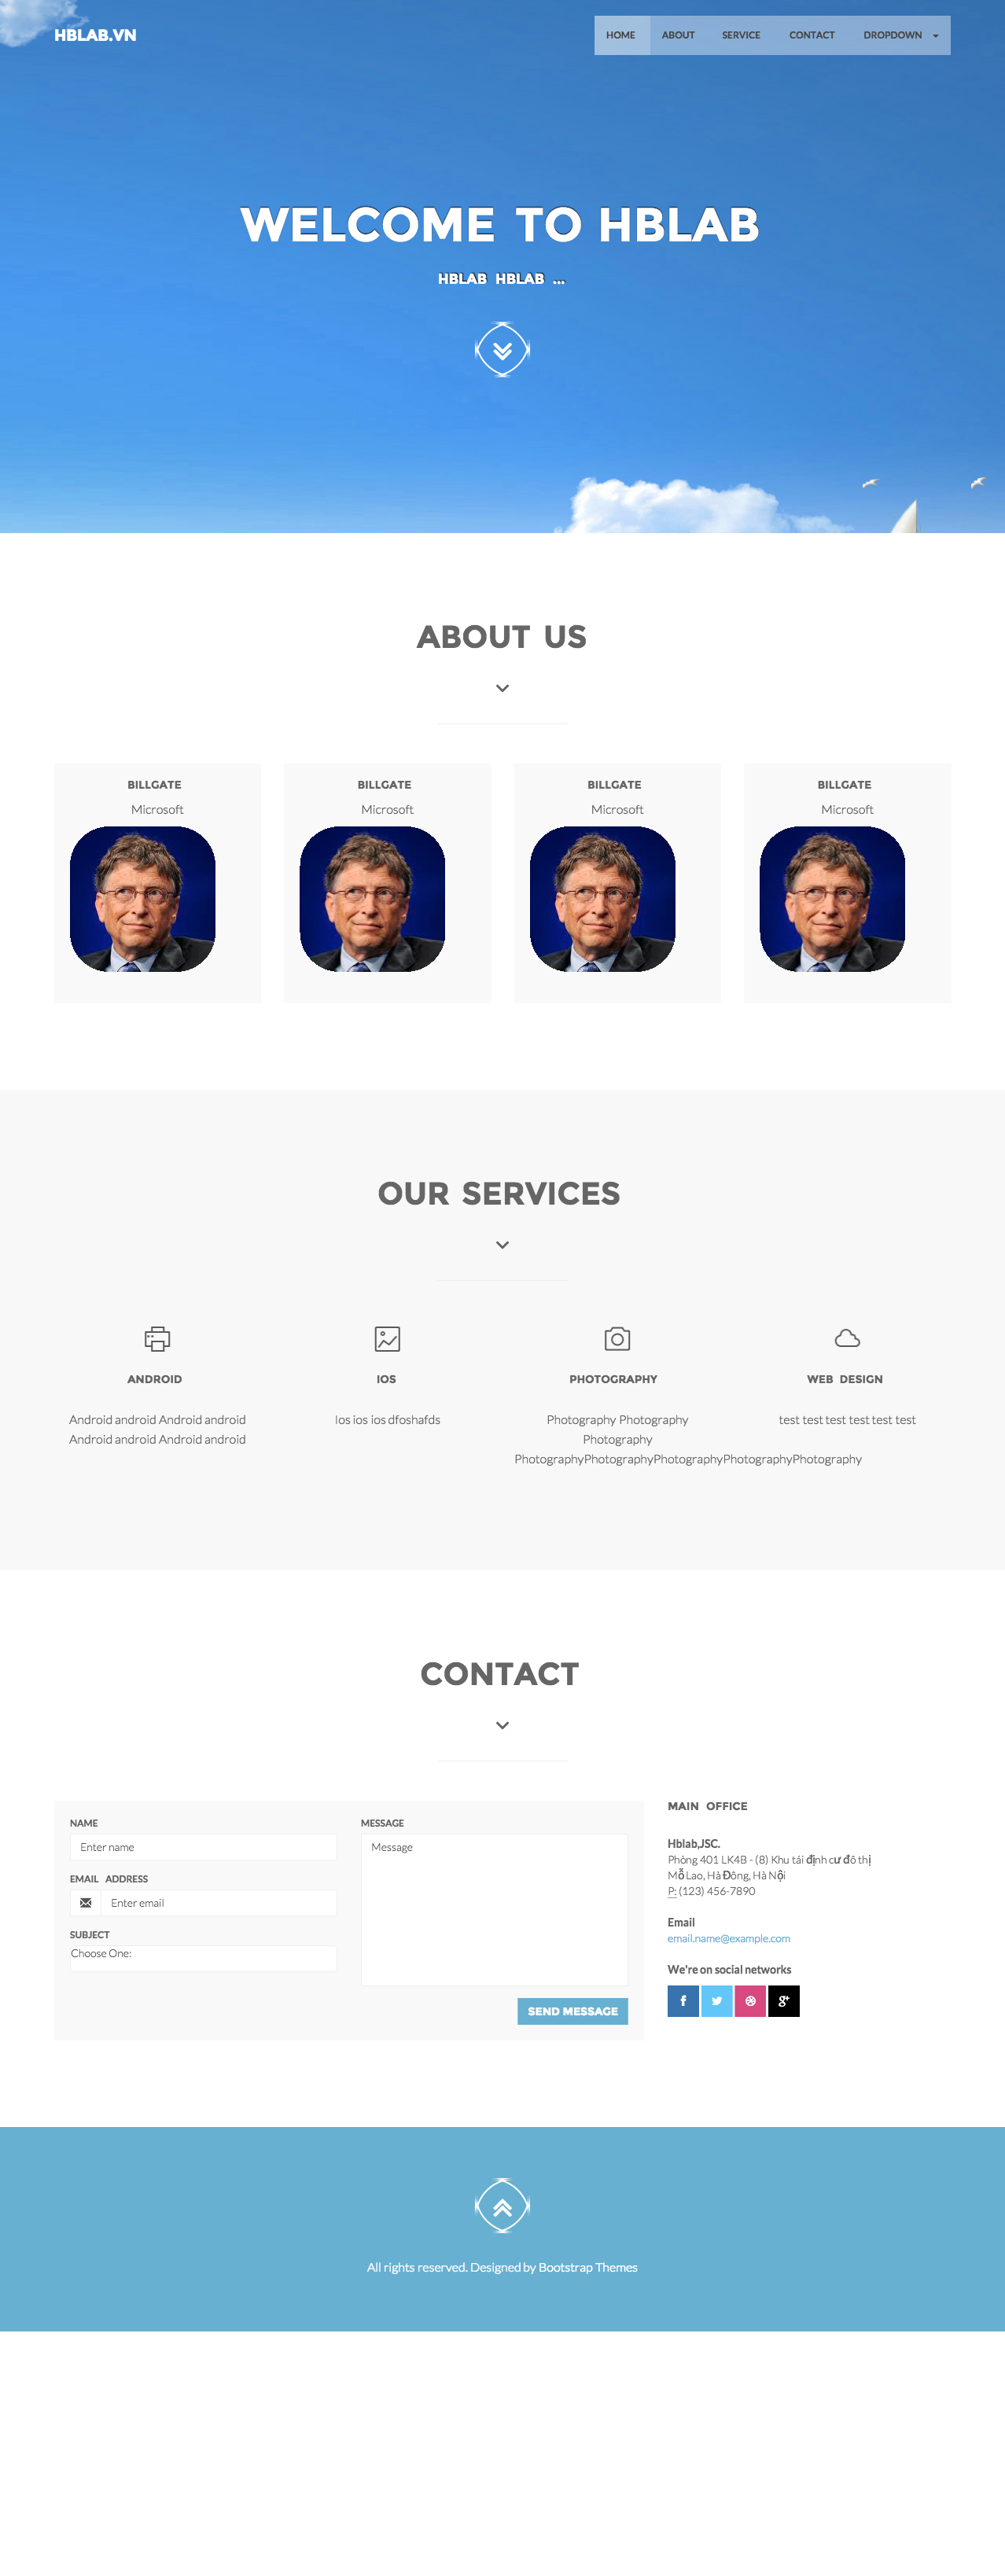 HBLAB.VN
HOME ABOUT SERVICE CONTACT DROPDOWN
WELCOME TO HBLAB
HBLAB HBLAB ...
ABOUT US
BILLGATE
Microsoft
BILLGATE
Microsoft
BILLGATE
Microsoft
BILLGATE
Microsoft
OUR SERVICES
ANDROID
Android android Android android
Android android Android android
IOS
Ios ios ios dfoshafds
PHOTOGRAPHY
Photography Photography
Photography
PhotographyPhotographyPhotographyPhotographyPhotography
WEB DESIGN
test test test test test test
CONTACT
NAME
Enter name
EMAIL ADDRESS
Enter email
SUBJECT
Choose One:
MESSAGE
Message
SEND MESSAGE
MAIN OFFICE
Hblab,JSC.
Phòng 401 LK4B - (8) Khu tái định cư đô thị
Mỗ Lao, Hà Đông, Hà Nội
P: (123) 456-7890
Email
email.name@example.com
We're on social networks
All rights reserved. Designed by Bootstrap Themes